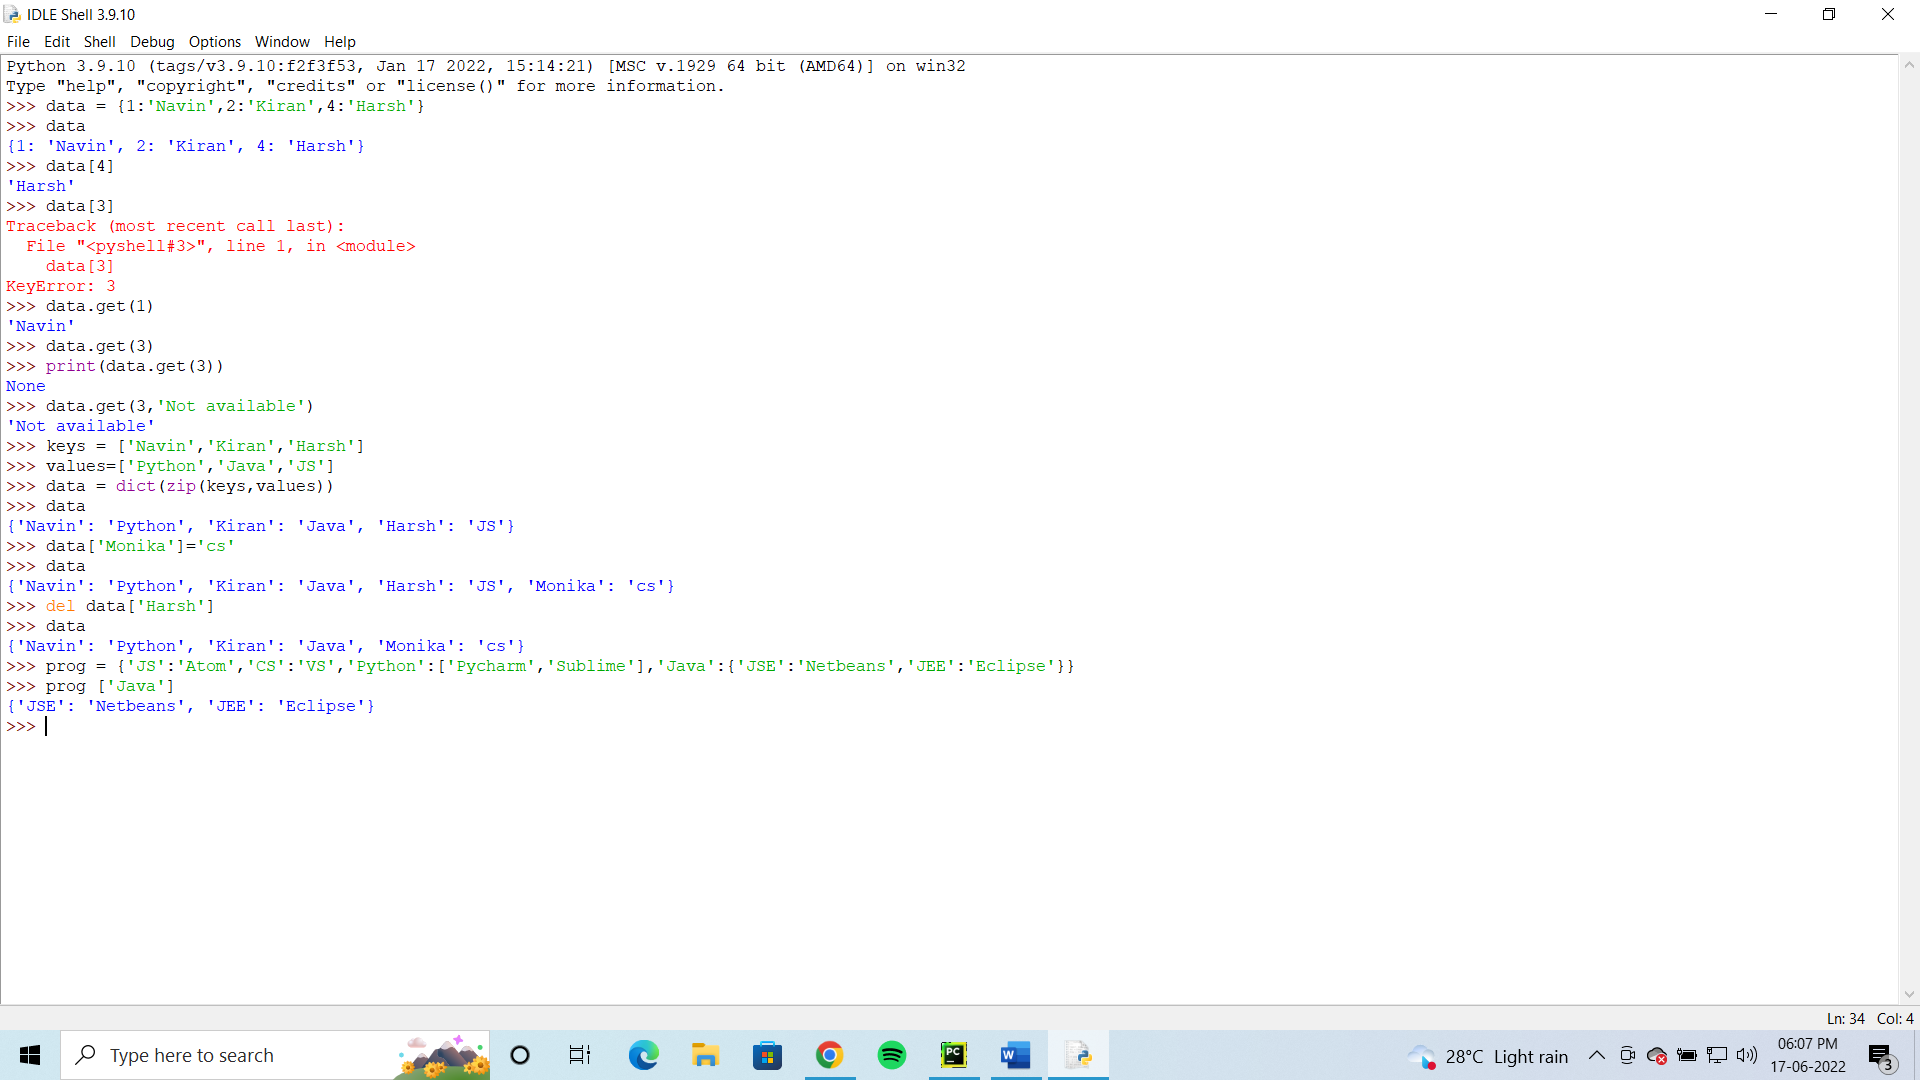 IDLE Shell 3.9.10
File Edit Shell Debug Options Window Help
Python 3.9.10 (tags/v3.9.10:f2f3f53, Jan 17 2022, 15:14:21) [MSC v.1929 64 bit (AMD64)] on win32
Type "help", "copyright", "credits" or "license()" for more information.
>>> data = {1:'Navin',2:'Kiran',4:'Harsh'}
>>> data
{1: 'Navin', 2: 'Kiran', 4: 'Harsh'}
>>> data[4]
'Harsh'
>>> data[3]
Traceback (most recent call last):
  File "<pyshell#3>", line 1, in <module>
    data[3]
KeyError: 3
>>> data.get(1)
'Navin'
>>> data.get(3)
>>> print(data.get(3))
None
>>> data.get(3,'Not available')
'Not available'
>>> keys = ['Navin','Kiran','Harsh']
>>> values=['Python','Java','JS']
>>> data = dict(zip(keys,values))
>>> data
{'Navin': 'Python', 'Kiran': 'Java', 'Harsh': 'JS'}
>>> data['Monika']='cs'
>>> data
{'Navin': 'Python', 'Kiran': 'Java', 'Harsh': 'JS', 'Monika': 'cs'}
>>> del data['Harsh']
>>> data
{'Navin': 'Python', 'Kiran': 'Java', 'Monika': 'cs'}
>>> prog = {'JS':'Atom','CS':'VS','Python':['Pycharm','Sublime'],'Java':{'JSE':'Netbeans','JEE':'Eclipse'}}
>>> prog ['Java']
{'JSE': 'Netbeans', 'JEE': 'Eclipse'}
>>>
Ln: 34 Col: 4
Type here to search
PC
W
28°C Light rain
06:07 PM
17-06-2022
3